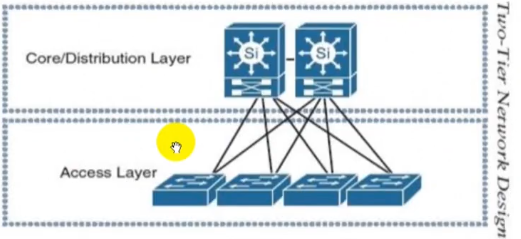 Core/Distribution Layer
Si
Si
Access Layer
Two-Tier Network Design